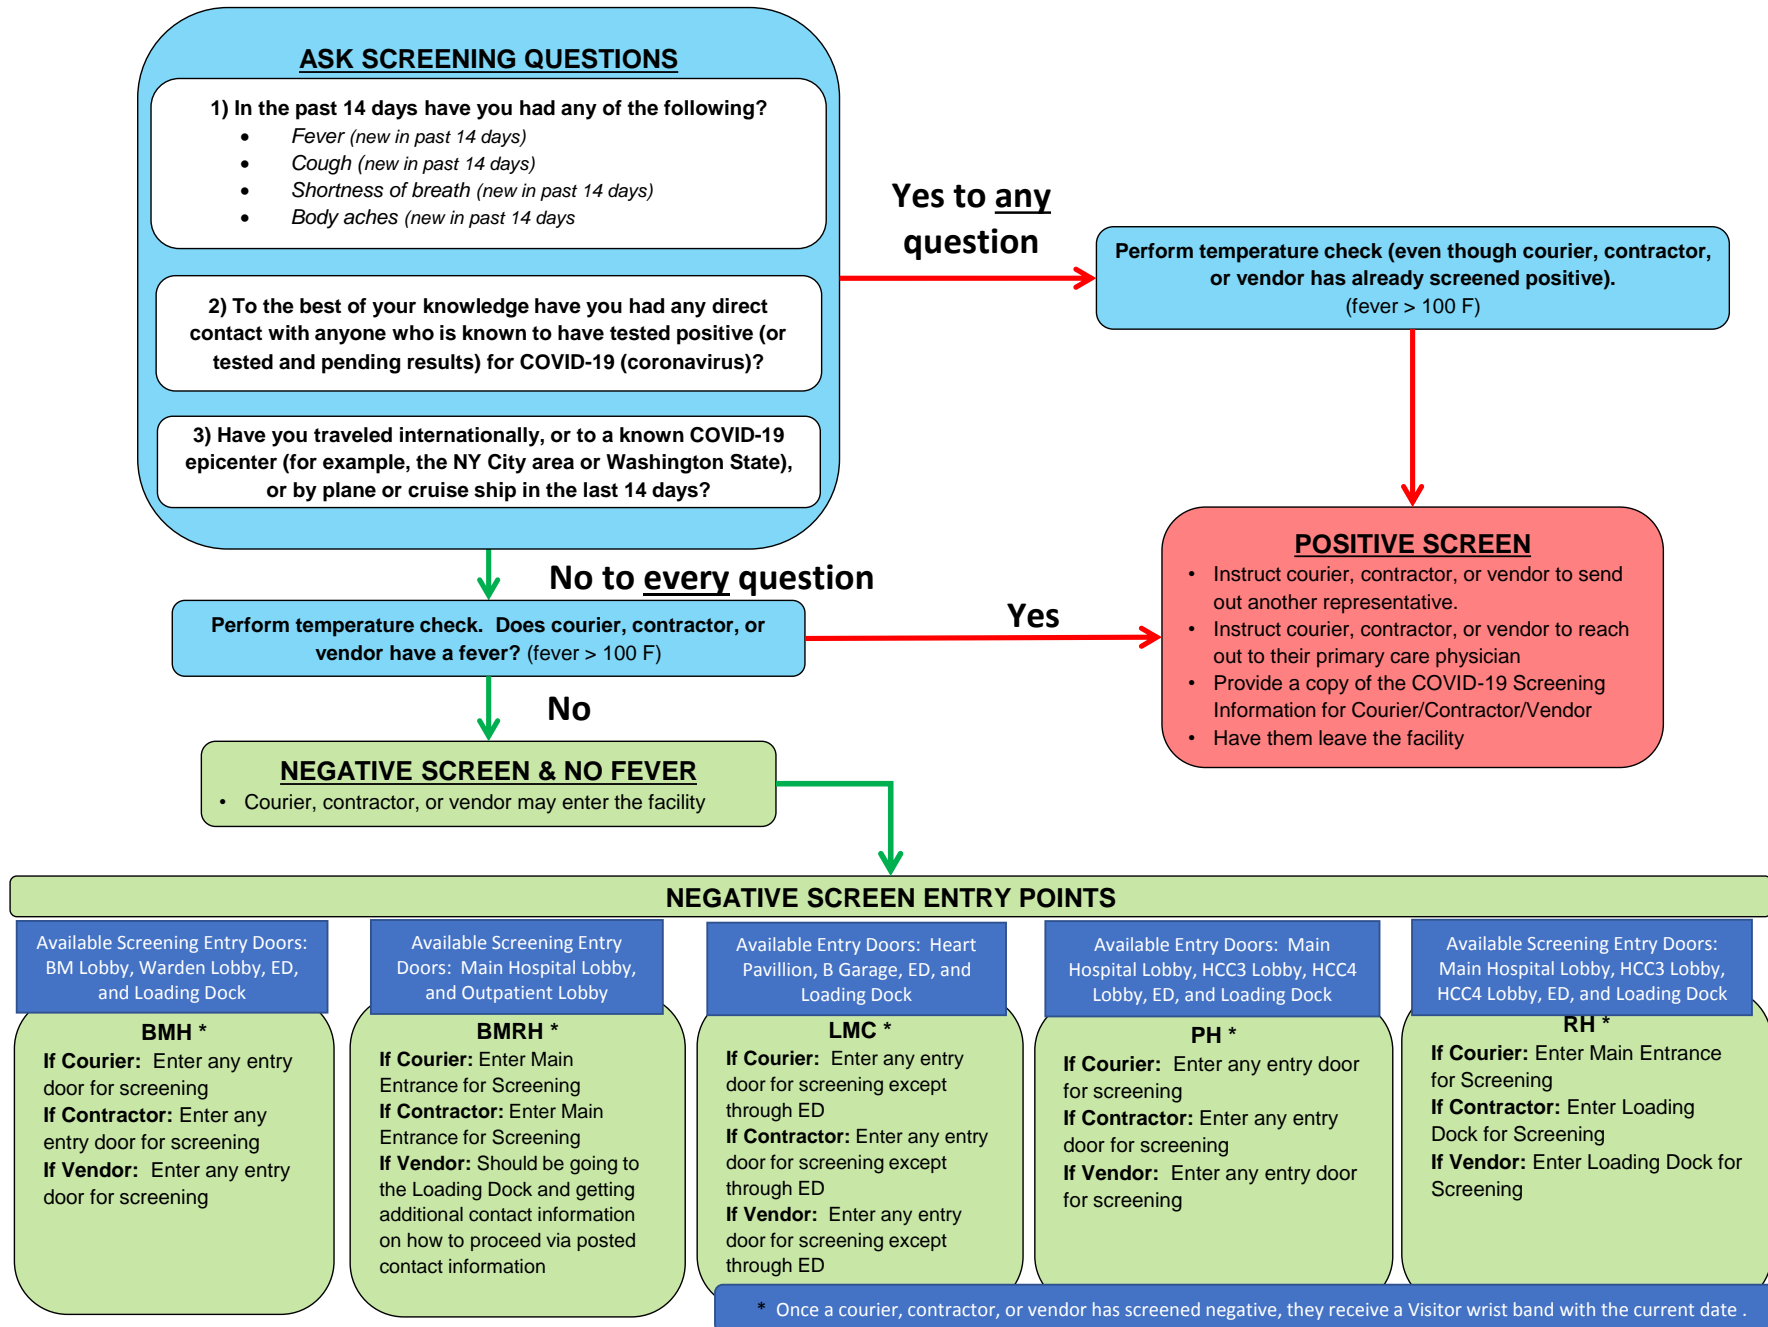 ASK SCREENING QUESTIONS
1) In the past 14 days have you had any of the following?
• Fever (new in past 14 days)
• Cough (new in past 14 days)
• Shortness of breath (new in past 14 days)
• Body aches (new in past 14 days
2) To the best of your knowledge have you had any direct
contact with anyone who is known to have tested positive (or
tested and pending results) for COVID-19 (coronavirus)?
3) Have you traveled internationally, or to a known COVID-19
epicenter (for example, the NY City area or Washington State),
or by plane or cruise ship in the last 14 days?
Yes to any
question
Perform temperature check (even though courier, contractor,
or vendor has already screened positive).
(fever > 100 F)
No to every question
Perform temperature check. Does courier, contractor, or
vendor have a fever? (fever > 100 F)
Yes
POSITIVE SCREEN
• Instruct courier, contractor, or vendor to send
out another representative.
• Instruct courier, contractor, or vendor to reach
out to their primary care physician
• Provide a copy of the COVID-19 Screening
Information for Courier/Contractor/Vendor
• Have them leave the facility
No
NEGATIVE SCREEN & NO FEVER
• Courier, contractor, or vendor may enter the facility
NEGATIVE SCREEN ENTRY POINTS
Available Screening Entry Doors:
BM Lobby, Warden Lobby, ED,
and Loading Dock
BMH *
If Courier: Enter any entry
door for screening
If Contractor: Enter any
entry door for screening
If Vendor: Enter any entry
door for screening
Available Screening Entry
Doors: Main Hospital Lobby,
and Outpatient Lobby
BMRH *
If Courier: Enter Main
Entrance for Screening
If Contractor: Enter Main
Entrance for Screening
If Vendor: Should be going to
the Loading Dock and getting
additional contact information
on how to proceed via posted
contact information
Available Entry Doors: Heart
Pavillion, B Garage, ED, and
Loading Dock
LMC *
If Courier: Enter any entry
door for screening except
through ED
If Contractor: Enter any entry
door for screening except
through ED
If Vendor: Enter any entry
door for screening except
through ED
Available Entry Doors: Main
Hospital Lobby, HCC3 Lobby, HCC4
Lobby, ED, and Loading Dock
PH *
If Courier: Enter any entry door
for screening
If Contractor: Enter any entry
door for screening
If Vendor: Enter any entry door
for screening
Available Screening Entry Doors:
Main Hospital Lobby, HCC3 Lobby,
HCC4 Lobby, ED, and Loading Dock
RH *
If Courier: Enter Main Entrance
for Screening
If Contractor: Enter Loading
Dock for Screening
If Vendor: Enter Loading Dock for
Screening
* Once a courier, contractor, or vendor has screened negative, they receive a Visitor wrist band with the current date .